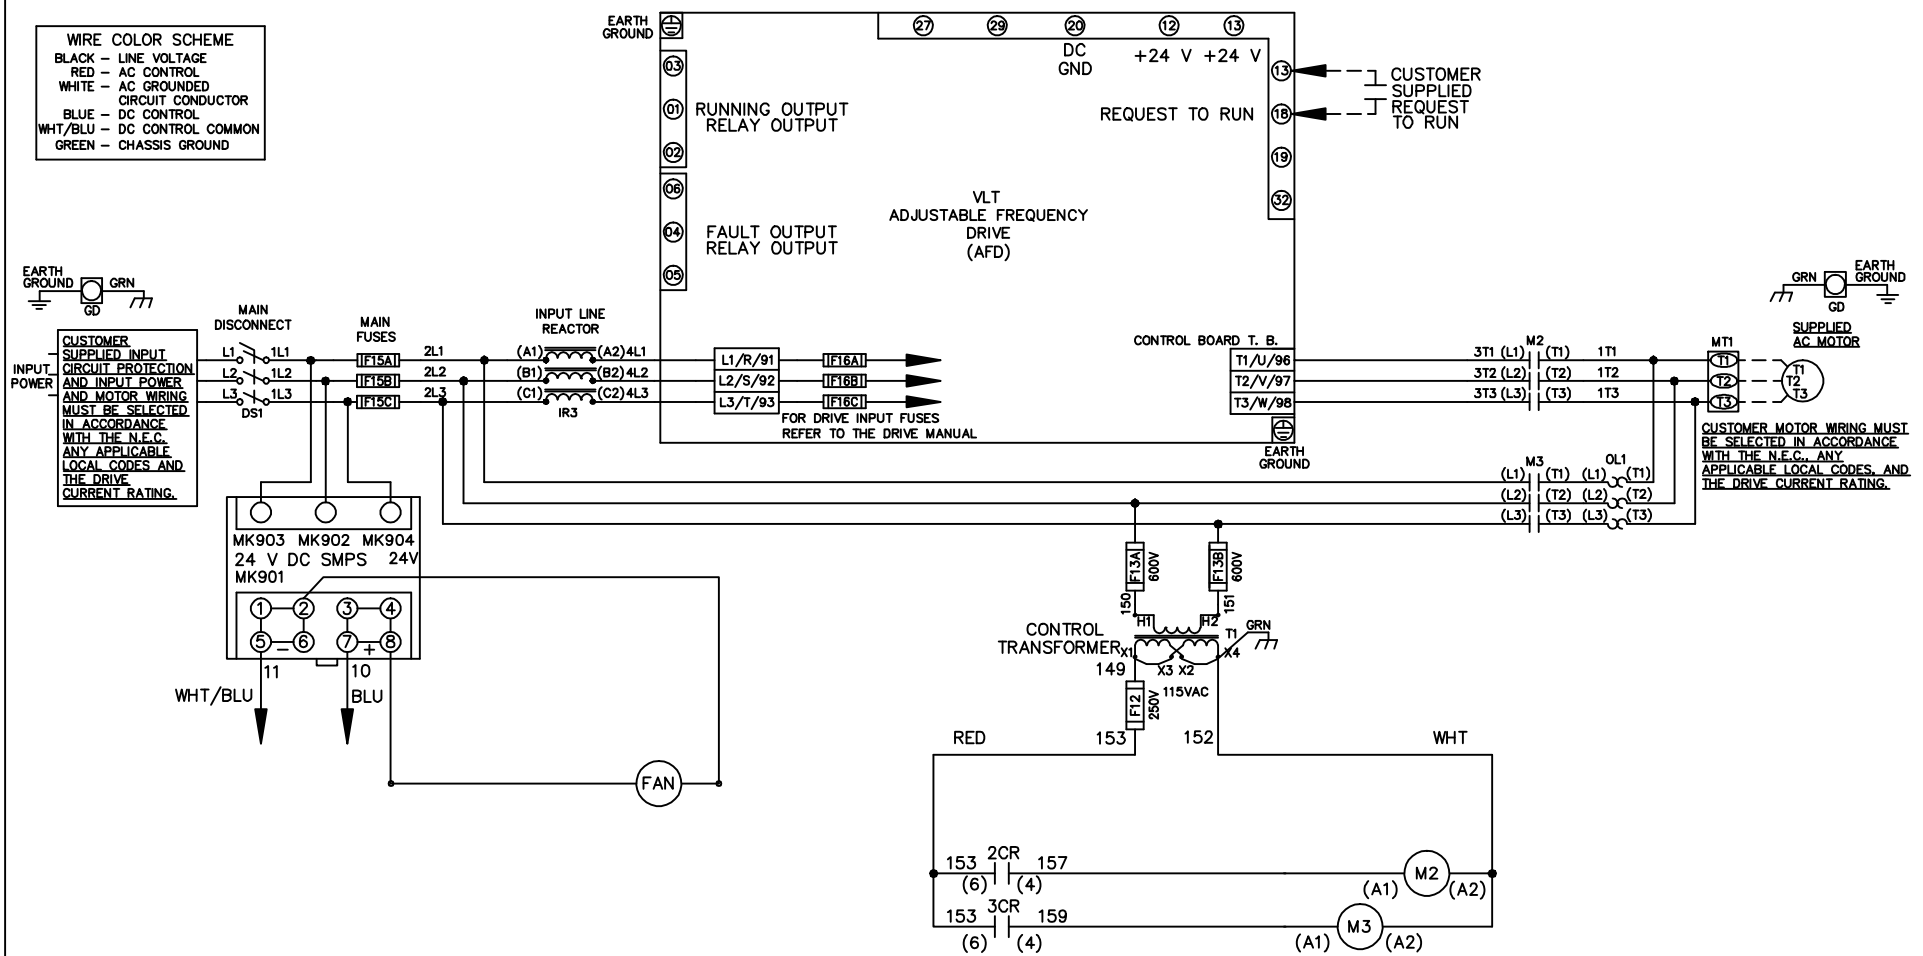 WIRE COLOR SCHEME
BLACK – LINE VOLTAGE
RED – AC CONTROL
WHITE – AC GROUNDED
CIRCUIT CONDUCTOR
BLUE – DC CONTROL
WHT/BLU – DC CONTROL COMMON
GREEN – CHASSIS GROUND
EARTH
GROUND
27 29 20 12 13
DC
GND
+24 V +24 V
03
01
02
RUNNING OUTPUT
RELAY OUTPUT
06
04
05
FAULT OUTPUT
RELAY OUTPUT
VLT
ADJUSTABLE FREQUENCY
DRIVE
(AFD)
REQUEST TO RUN
13
18
19
32
CUSTOMER
SUPPLIED
REQUEST
TO RUN
EARTH
GROUND
GRN
GD
INPUT
POWER
CUSTOMER
SUPPLIED INPUT
CIRCUIT PROTECTION
AND INPUT POWER
AND MOTOR WIRING
MUST BE SELECTED
IN ACCORDANCE
WITH THE N.E.C.
ANY APPLICABLE
LOCAL CODES AND
THE DRIVE
CURRENT RATING.
MAIN
DISCONNECT
L1 1L1
L2 1L2
L3 1L3
DS1
MAIN
FUSES
F15A 2L1
F15B 2L2
F15C 2L3
INPUT LINE
REACTOR
(A1) (A2) 4L1
(B1) (B2) 4L2
(C1) (C2) 4L3
IR3
L1/R/91 F16A
L2/S/92 F16B
L3/T/93 F16C
FOR DRIVE INPUT FUSES
REFER TO THE DRIVE MANUAL
CONTROL BOARD T. B.
T1/U/96
T2/V/97
T3/W/98
EARTH
GROUND
M2
3T1 (L1) (T1) 1T1
3T2 (L2) (T2) 1T2
3T3 (L3) (T3) 1T3
MT1
T1
T2
T3
GRN
GD
EARTH
GROUND
SUPPLIED
AC MOTOR
T1
T2
T3
CUSTOMER MOTOR WIRING MUST
BE SELECTED IN ACCORDANCE
WITH THE N.E.C., ANY
APPLICABLE LOCAL CODES, AND
THE DRIVE CURRENT RATING.
M3 OL1
(L1) (T1) (L1) (T1)
(L2) (T2) (L2) (T2)
(L3) (T3) (L3) (T3)
MK903 MK902 MK904
24 V DC SMPS 24V
MK901
1 2 3 4
5 – 6 7 + 8
11
10
WHT/BLU
BLU
FAN
F13A
600V
F13B
600V
150
151
H1 H2
CONTROL
TRANSFORMER
T1
GRN
X1 X3 X2 X4
149
115VAC
F12
250V
153
152
RED
WHT
153 2CR 157
(6) (4)
(A1) M2 (A2)
153 3CR 159
(6) (4)
(A1) M3 (A2)